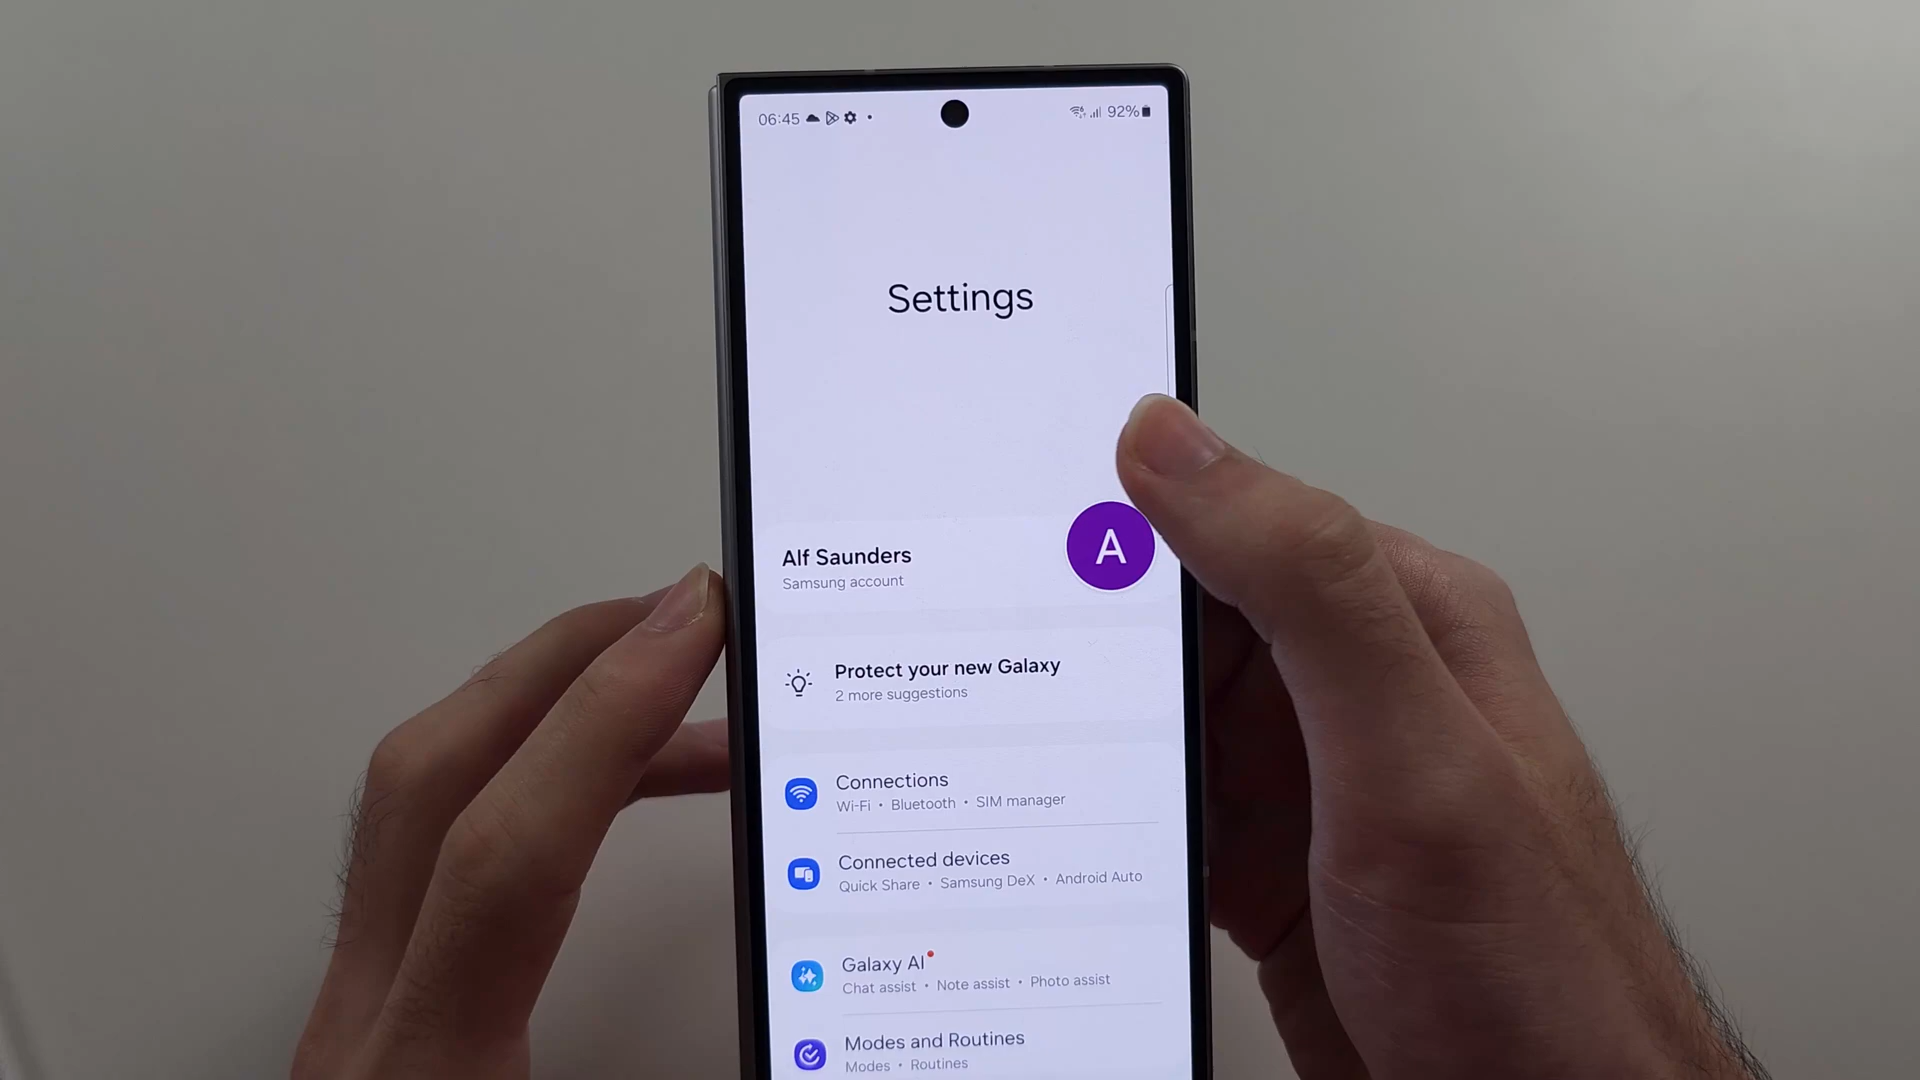 06:45
92%
Settings
Alf Saunders
Samsung account
A
Protect your new Galaxy
2 more suggestions
Connections
Wi-Fi • Bluetooth • SIM manager
Connected devices
Quick Share • Samsung DeX • Android Auto
Galaxy AI
Chat assist • Note assist • Photo assist
Modes and Routines
Modes • Routines